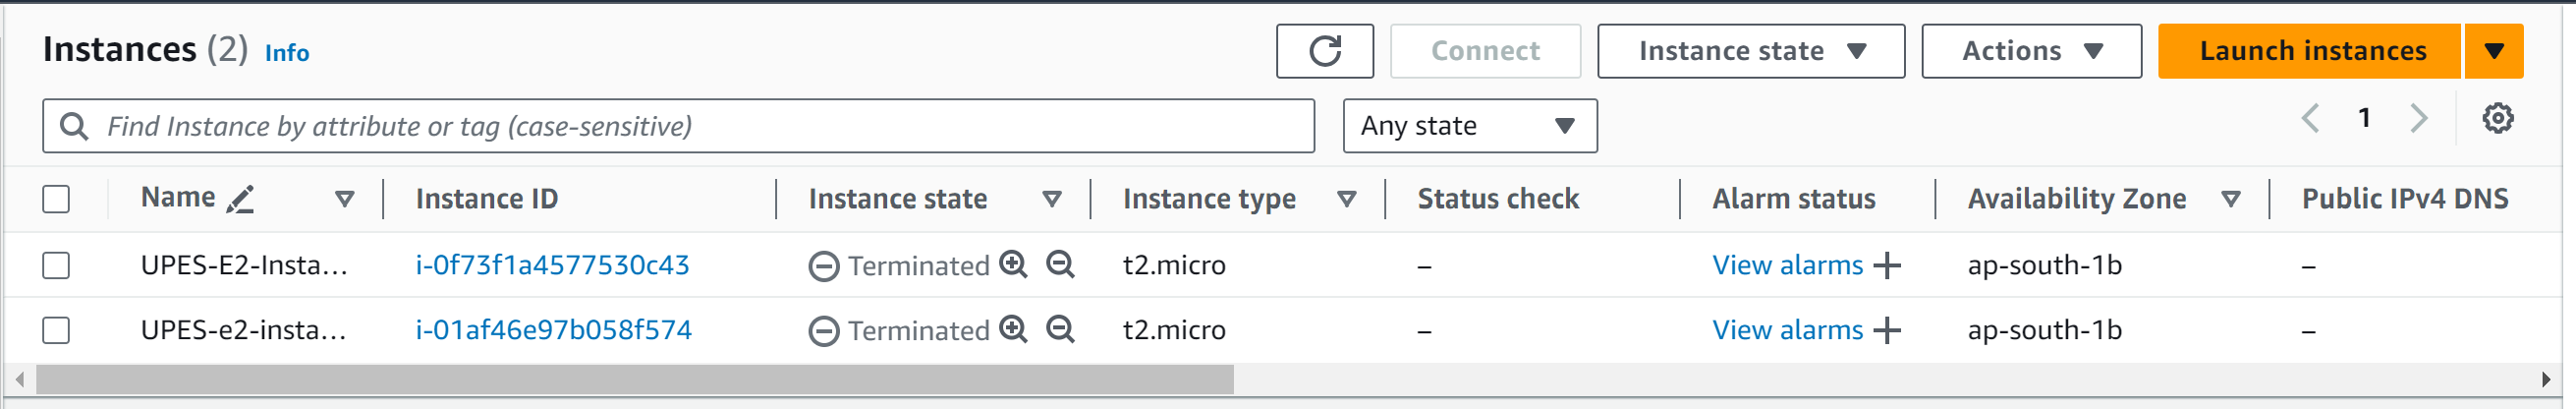 Instances (2) Info Connect Instance state Actions Launch instances
Find Instance by attribute or tag (case-sensitive) Any state 1
Name Instance ID Instance state Instance type Status check Alarm status Availability Zone Public IPv4 DNS
UPES-E2-Insta... i-0f73f1a4577530c43 Terminated t2.micro – View alarms + ap-south-1b –
UPES-e2-insta... i-01af46e97b058f574 Terminated t2.micro – View alarms + ap-south-1b –